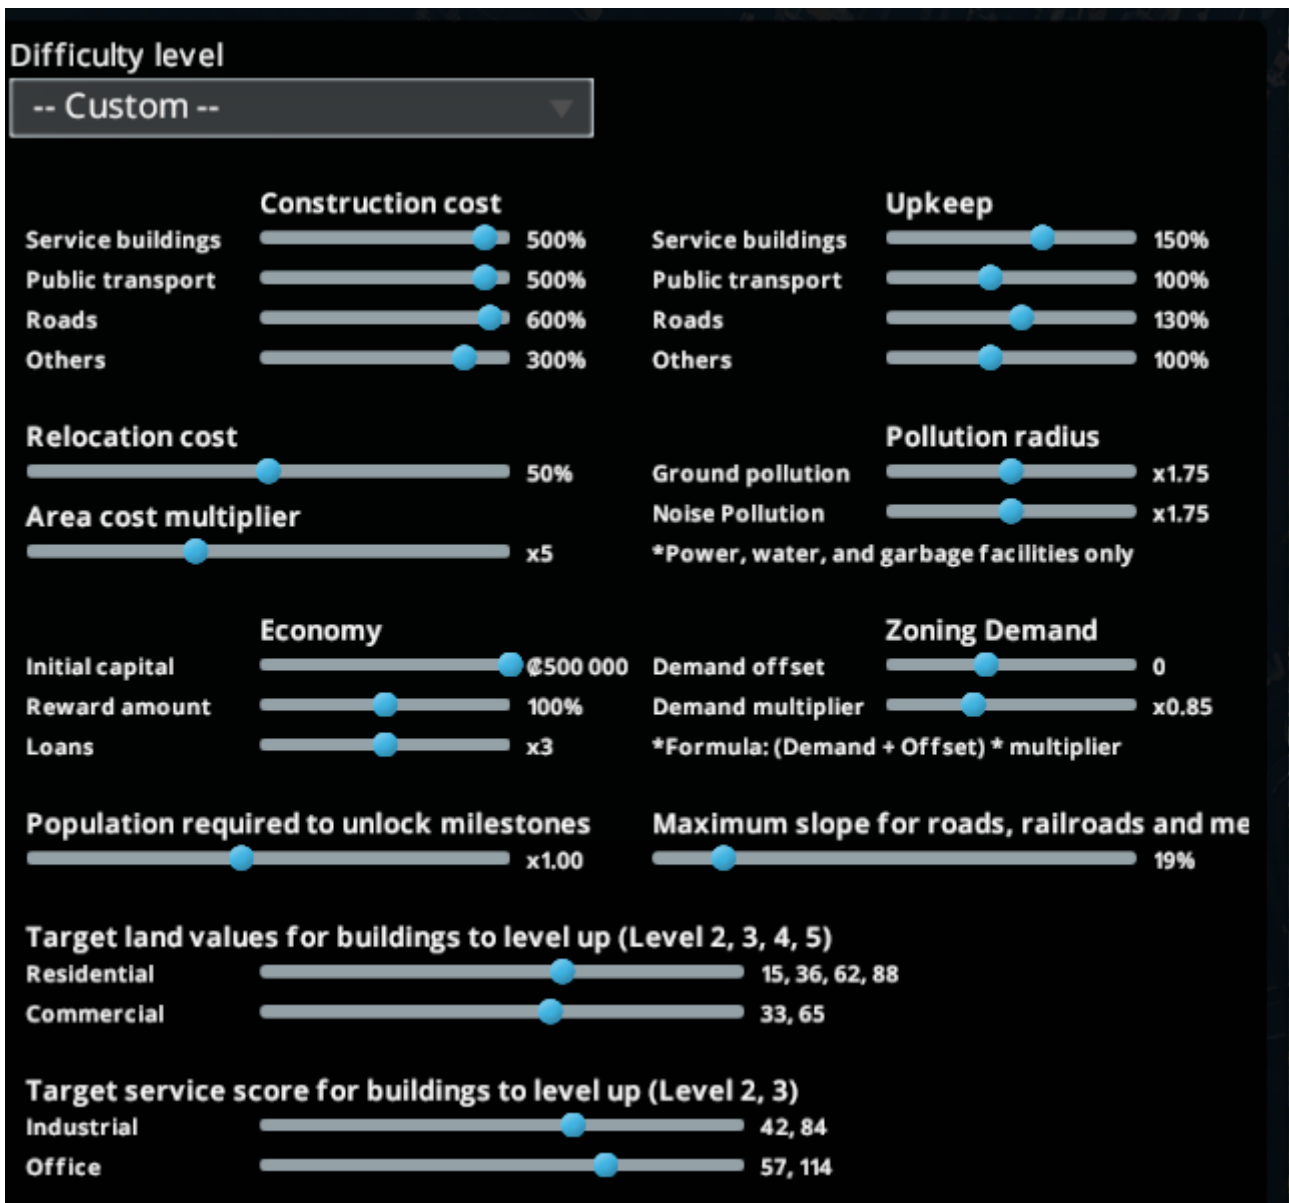 Difficulty level
-- Custom --
Construction cost
Service buildings 500%
Public transport 500%
Roads 600%
Others 300%
Upkeep
Service buildings 150%
Public transport 100%
Roads 130%
Others 100%
Relocation cost
50%
Area cost multiplier
x5
Pollution radius
Ground pollution x1.75
Noise Pollution x1.75
*Power, water, and garbage facilities only
Economy
Initial capital ₡500 000
Reward amount 100%
Loans x3
Zoning Demand
Demand offset 0
Demand multiplier x0.85
*Formula: (Demand + Offset) * multiplier
Population required to unlock milestones
x1.00
Maximum slope for roads, railroads and me
19%
Target land values for buildings to level up (Level 2, 3, 4, 5)
Residential 15, 36, 62, 88
Commercial 33, 65
Target service score for buildings to level up (Level 2, 3)
Industrial 42, 84
Office 57, 114